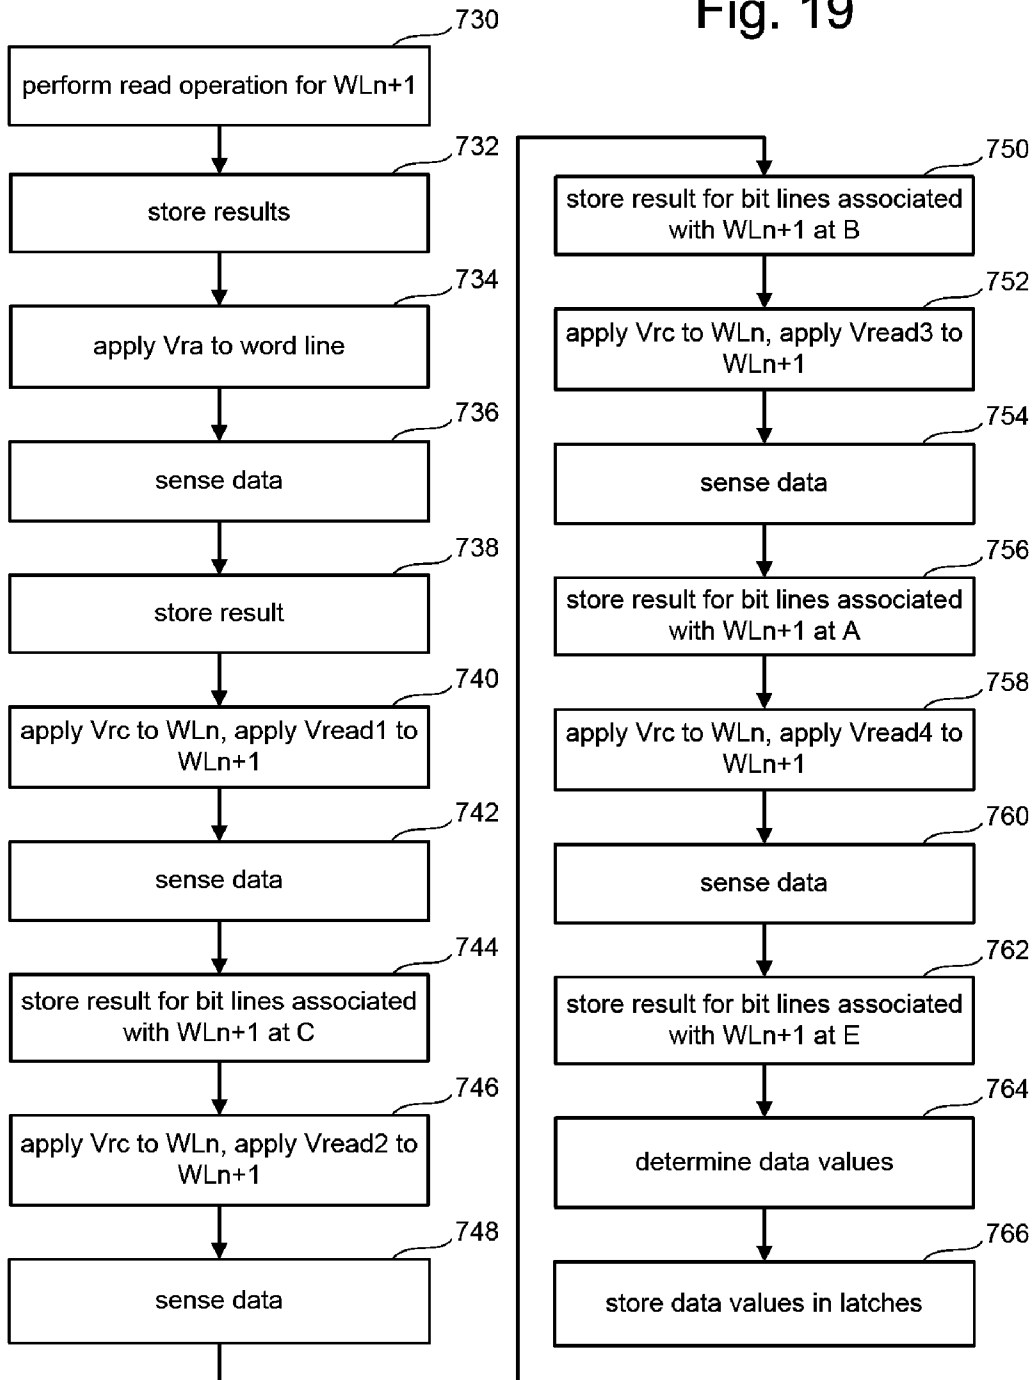 Fig. 19
730
perform read operation for WLn+1
732
store results
734
apply Vra to word line
736
sense data
738
store result
740
apply Vrc to WLn, apply Vread1 to
WLn+1
742
sense data
744
store result for bit lines associated
with WLn+1 at C
746
apply Vrc to WLn, apply Vread2 to
WLn+1
748
sense data
750
store result for bit lines associated
with WLn+1 at B
752
apply Vrc to WLn, apply Vread3 to
WLn+1
754
sense data
756
store result for bit lines associated
with WLn+1 at A
758
apply Vrc to WLn, apply Vread4 to
WLn+1
760
sense data
762
store result for bit lines associated
with WLn+1 at E
764
determine data values
766
store data values in latches